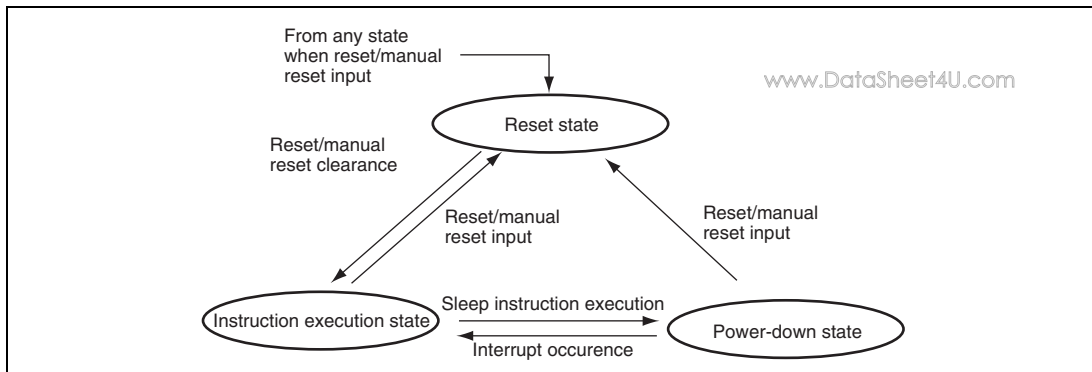 From any state
when reset/manual
reset input
www.DataSheet4U.com
Reset state
Reset/manual
reset clearance
Reset/manual
reset input
Reset/manual
reset input
Instruction execution state
Sleep instruction execution
Interrupt occurence
Power-down state